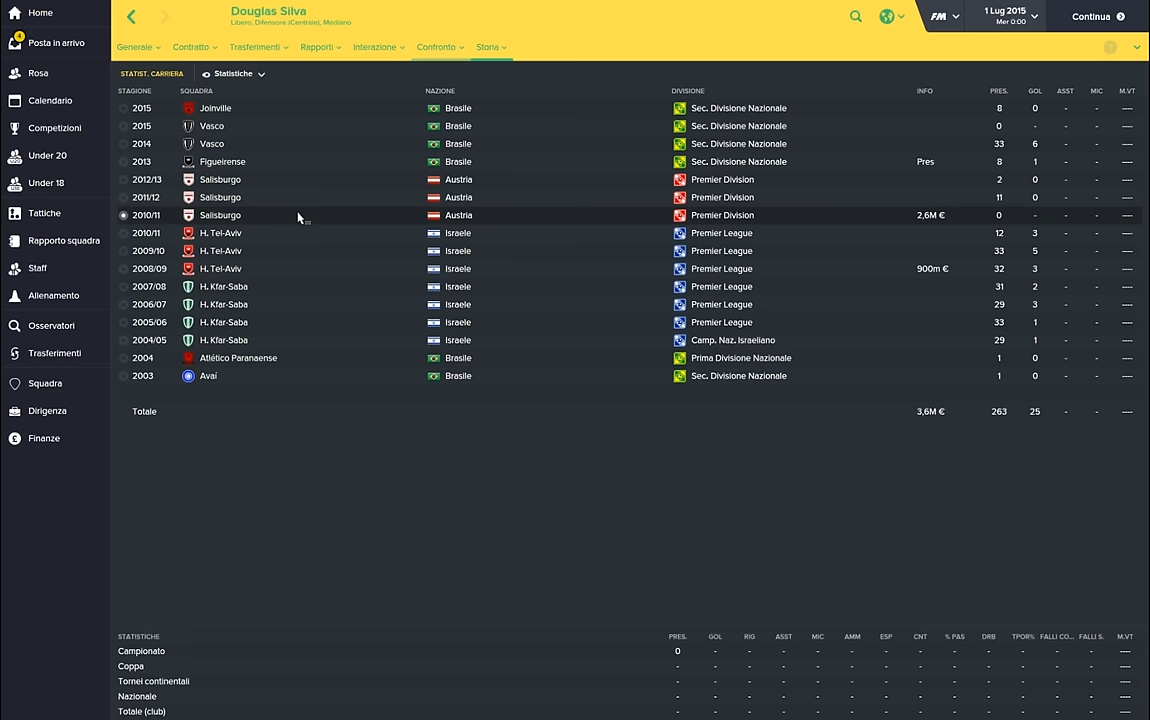 Home
4
Posta in arrivo
Rosa
Calendario
Competizioni
Under 20
Under 18
Tattiche
Rapporto squadra
Staff
Allenamento
Osservatori
Trasferimenti
Squadra
Dirigenza
Finanze
Douglas Silva
Libero, Difensore (Centrale), Mediano
FM
1 Lug 2015
Mer 0:00
Continua
Generale Contratto Trasferimenti Rapporti Interazione Confronto Storia
STATIST. CARRIERA Statistiche
STAGIONE SQUADRA NAZIONE DIVISIONE INFO PRES. GOL ASST MIC M.VT
2015 Joinville Brasile Sec. Divisione Nazionale 8 0 - - ----
2015 Vasco Brasile Sec. Divisione Nazionale 0 - - - ----
2014 Vasco Brasile Sec. Divisione Nazionale 33 6 - - ----
2013 Figueirense Brasile Sec. Divisione Nazionale Pres 8 1 - - ----
2012/13 Salisburgo Austria Premier Division 2 0 - - ----
2011/12 Salisburgo Austria Premier Division 11 0 - - ----
2010/11 Salisburgo Austria Premier Division 2,6M € 0 - - - ----
2010/11 H. Tel-Aviv Israele Premier League 12 3 - - ----
2009/10 H. Tel-Aviv Israele Premier League 33 5 - - ----
2008/09 H. Tel-Aviv Israele Premier League 900m € 32 3 - - ----
2007/08 H. Kfar-Saba Israele Premier League 31 2 - - ----
2006/07 H. Kfar-Saba Israele Premier League 29 3 - - ----
2005/06 H. Kfar-Saba Israele Premier League 33 1 - - ----
2004/05 H. Kfar-Saba Israele Camp. Naz. Israeliano 29 1 - - ----
2004 Atlético Paranaense Brasile Prima Divisione Nazionale 1 0 - - ----
2003 Avaí Brasile Sec. Divisione Nazionale 1 0 - - ----
Totale 3,6M € 263 25 - - ----
STATISTICHE PRES. GOL RIG ASST MIC AMM ESP CNT % PAS DRB TPOR% FALLI CO... FALLI S. M.VT
Campionato 0 - - - - - - - - - - - - ----
Coppa - - - - - - - - - - - - - ----
Tornei continentali - - - - - - - - - - - - - ----
Nazionale - - - - - - - - - - - - - ----
Totale (club) - - - - - - - - - - - - - ----